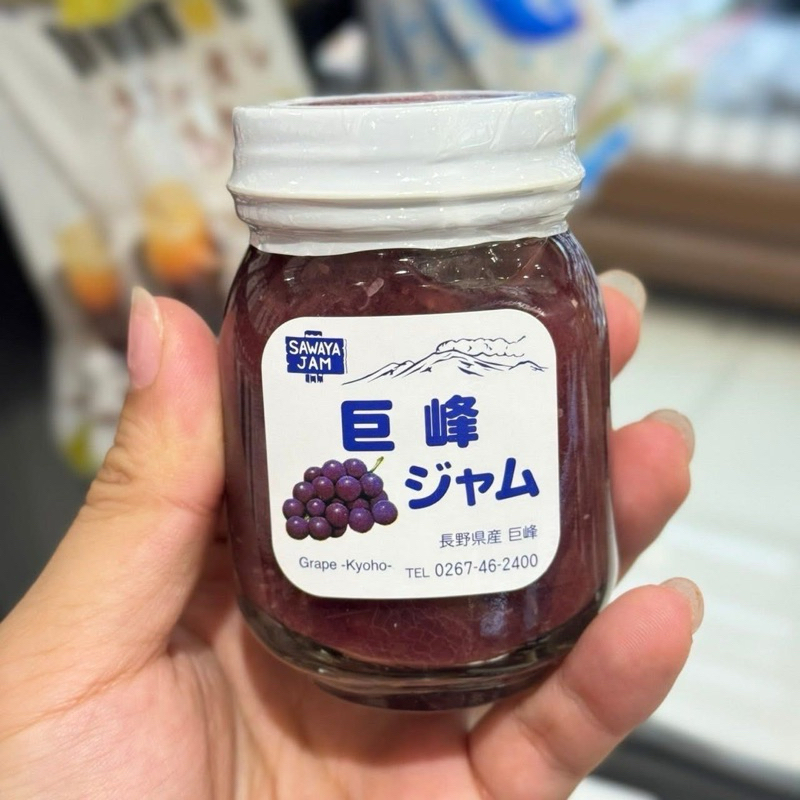 SAWAYA
JAM
巨峰
ジャム
長野県産 巨峰
Grape -Kyoho-
TEL 0267-46-2400